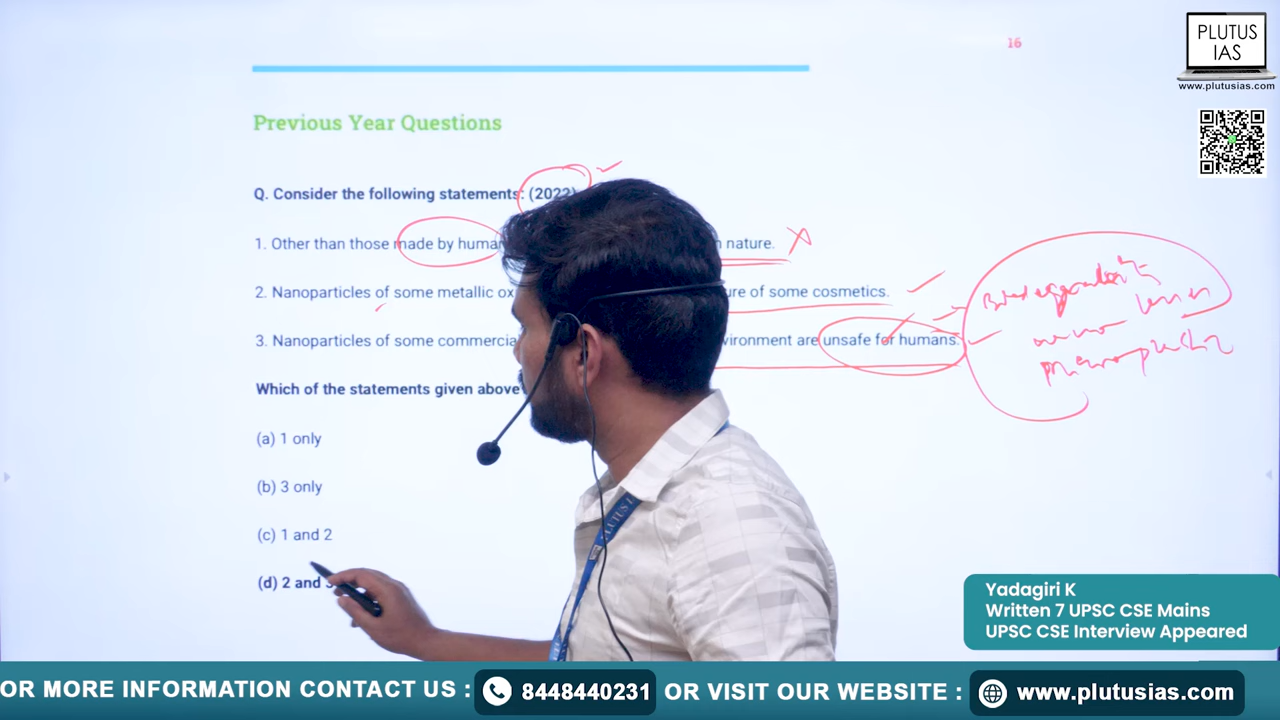 16
PLUTUS
IAS
www.plutusias.com
Previous Year Questions
Q. Consider the following statements: (2022)
1. Other than those made by human nature.
2. Nanoparticles of some metallic ox ure of some cosmetics.
3. Nanoparticles of some commercia vironment are unsafe for humans.
Which of the statements given above
(a) 1 only
(b) 3 only
(c) 1 and 2
(d) 2 and 3
PLUTUS
Yadagiri K
Written 7 UPSC CSE Mains
UPSC CSE Interview Appeared
OR MORE INFORMATION CONTACT US : 8448440231 OR VISIT OUR WEBSITE : www.plutusias.com